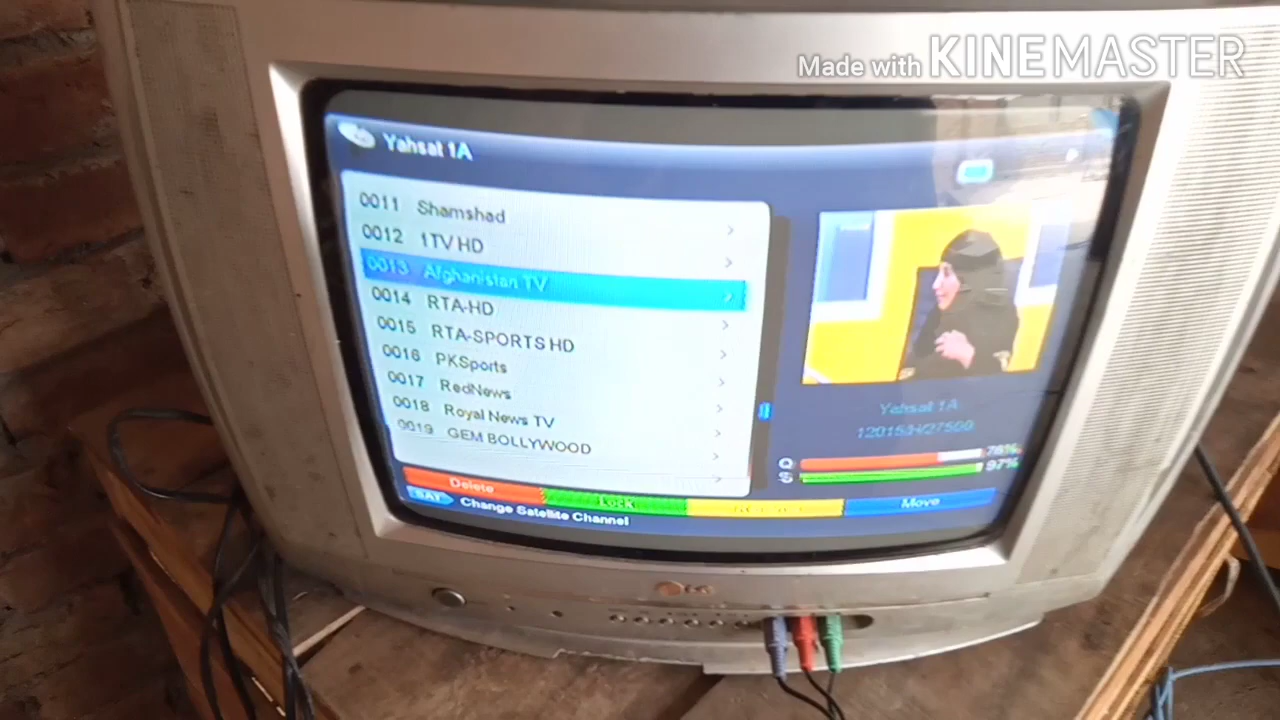 Made with KINEMASTER
Yahsat 1A
0011 Shamshad
0012 1TV HD
0013 Afghanistan TV
0014 RTA-HD
0015 RTA-SPORTS HD
0016 PKSports
0017 RedNews
0018 Royal News TV
0019 GEM BOLLYWOOD
Yahsat 1A
12015/H/27500
Q 78%
S 97%
Delete Lock Move
SAT Change Satellite Channel
LG